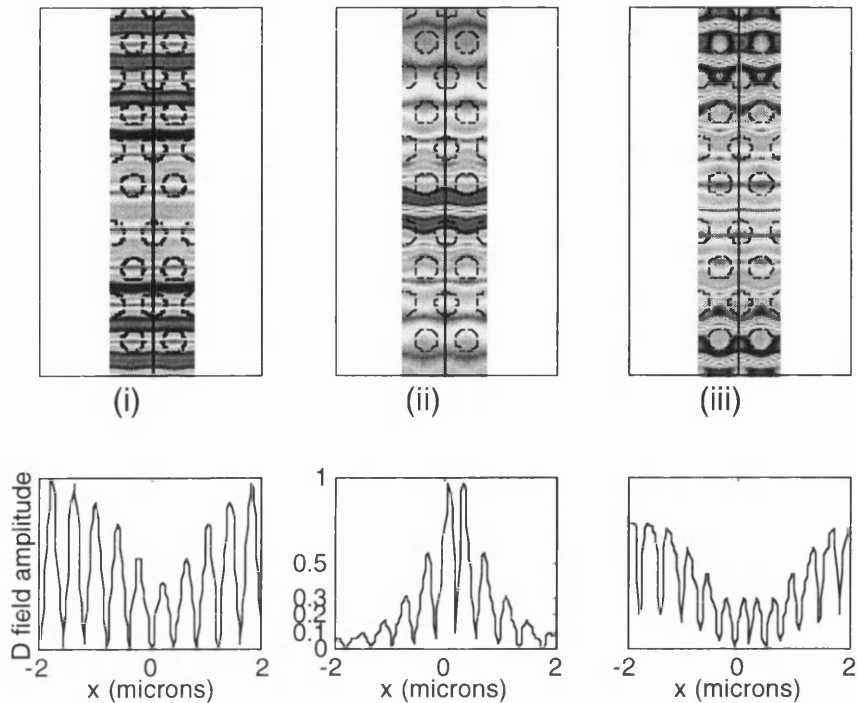 (i) (ii) (iii)
D field amplitude
1
0.5
0.3
0.2
0.1
0
-2 0 2 -2 0 2 -2 0 2
x (microns) x (microns) x (microns)